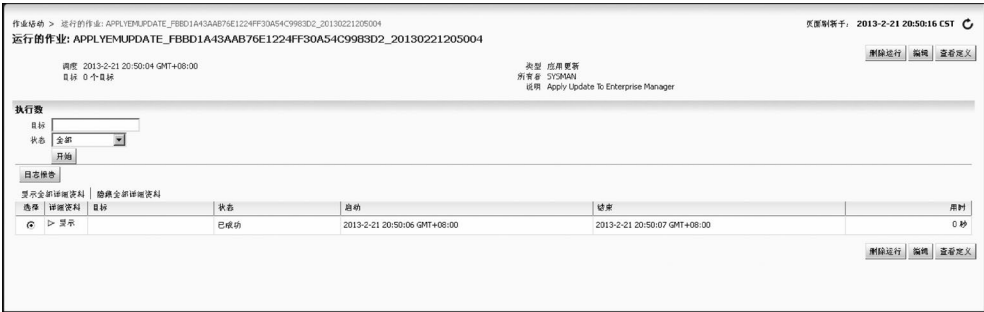 作业活动 > 运行的作业: APPLYEMUPDATE_FBBD1A43AAB76E1224FF30A54C9983D2_20130221205004
页面刷新于: 2013-2-21 20:50:16 CST
运行的作业: APPLYEMUPDATE_FBBD1A43AAB76E1224FF30A54C9983D2_20130221205004
删除运行 编辑 查看定义
调度 2013-2-21 20:50:04 GMT+08:00
目标 0 个目标
类型 应用更新
所有者 SYSMAN
说明 Apply Update To Enterprise Manager
执行数
目标
状态 全部
开始
日志报告
显示全部详细资料 | 隐藏全部详细资料
选择 详细资料 目标 状态 启动 结束 用时
显示 已成功 2013-2-21 20:50:06 GMT+08:00 2013-2-21 20:50:07 GMT+08:00 0 秒
删除运行 编辑 查看定义